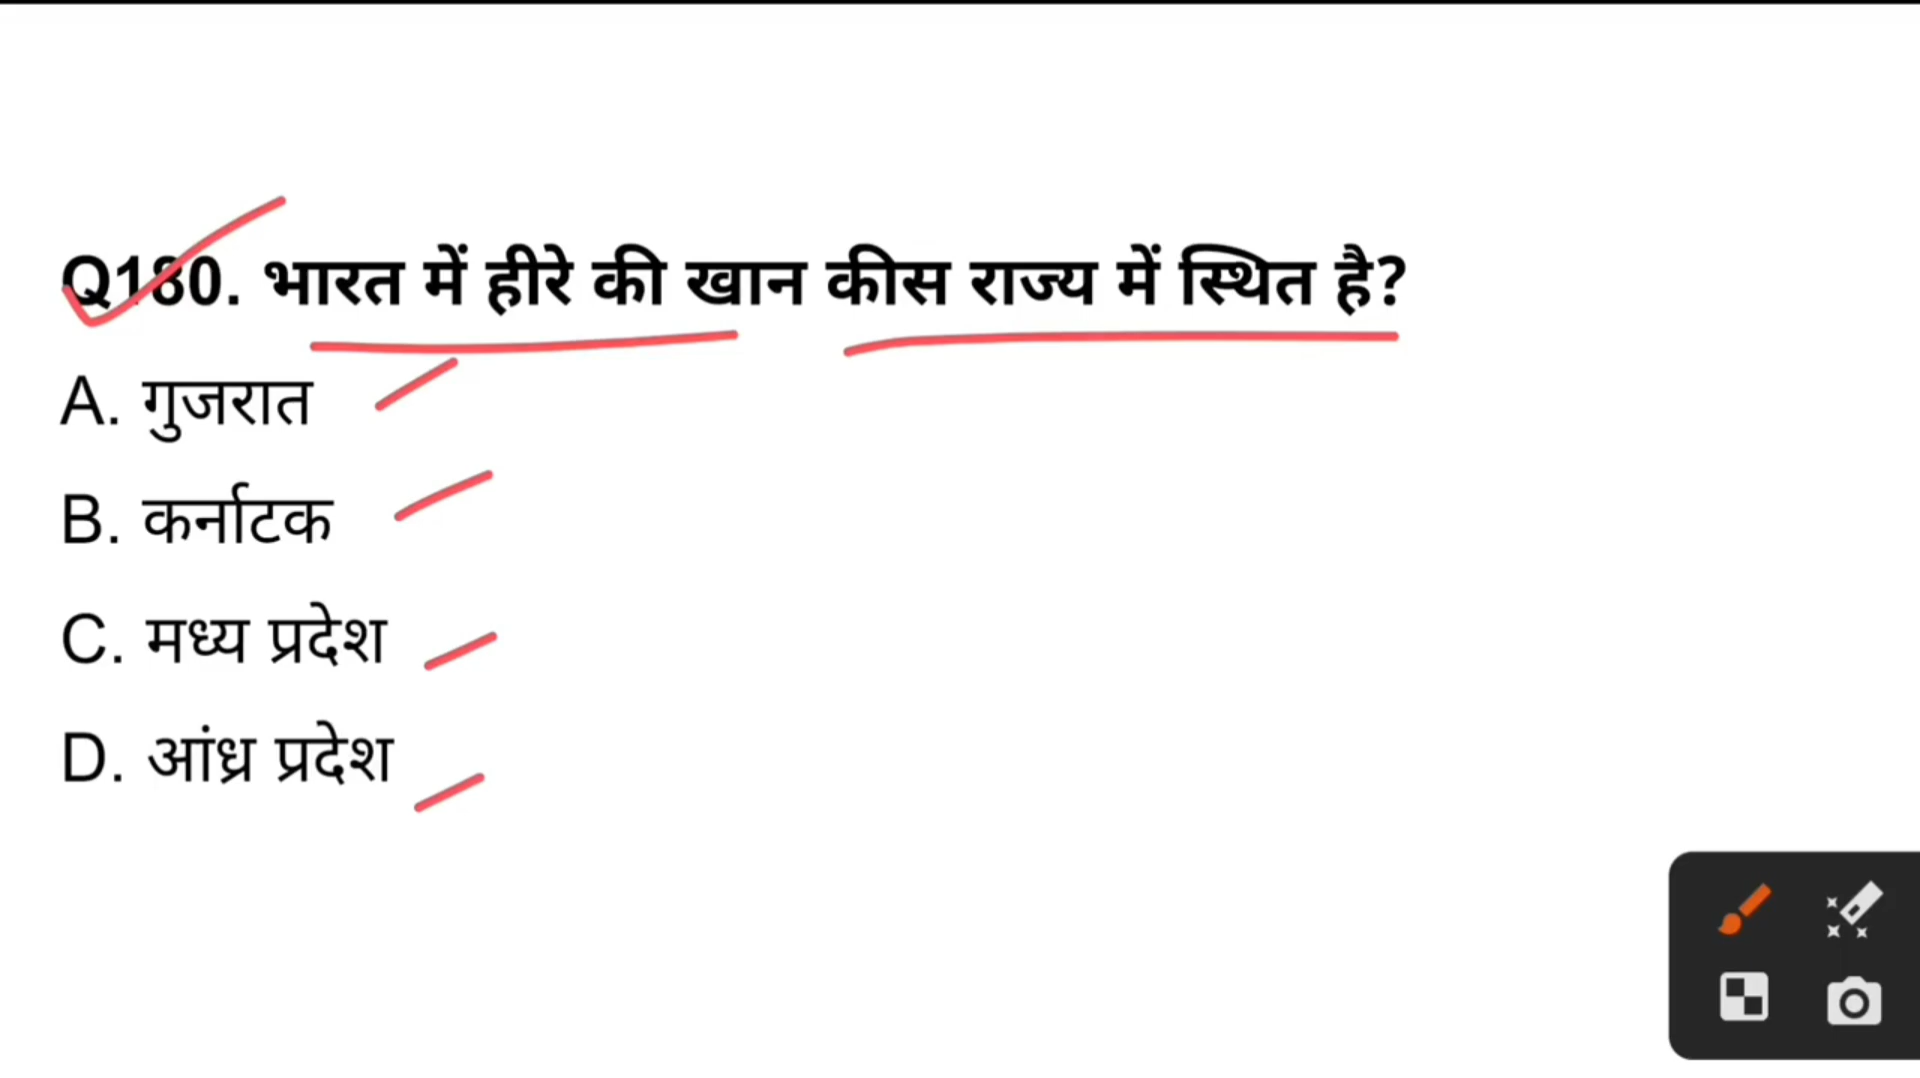 Q180. भारत में हीरे की खान कीस राज्य में स्थित है?
A. गुजरात
B. कर्नाटक
C. मध्य प्रदेश
D. आंध्र प्रदेश